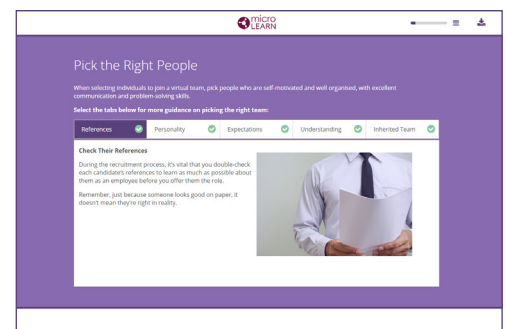 micro
LEARN
Pick the Right People
When selecting individuals to join a virtual team, pick people who are self-motivated and well organised, with excellent
communication and problem-solving skills.
Select the tabs below for more guidance on picking the right team:
References
Personality
Expectations
Understanding
Inherited Team
Check Their References
During the recruitment process, it's vital that you double-check
each candidate's references to learn as much as possible about
them as an employee before you offer them the role.
Remember, just because someone looks good on paper, it
doesn't mean they're right in reality.